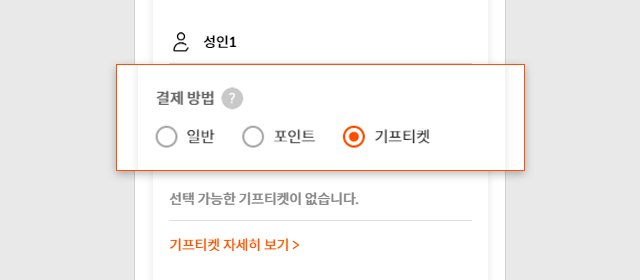 성인1
결제 방법 ?
일반 포인트 기프티켓
선택 가능한 기프티켓이 없습니다.
기프티켓 자세히 보기 >